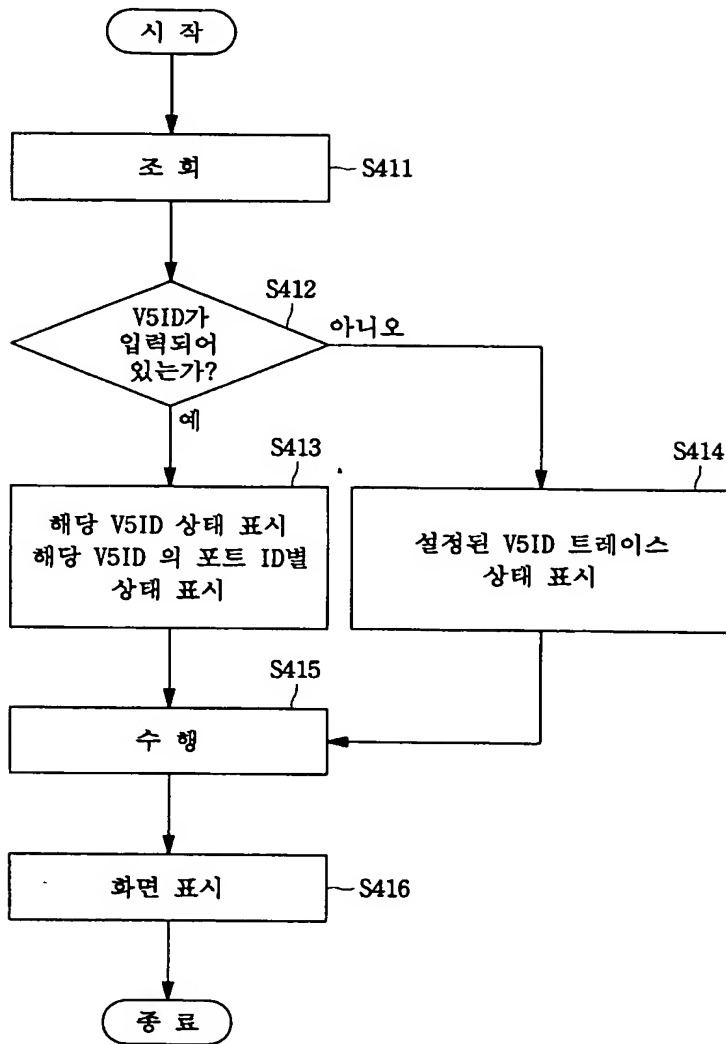 시 작
조 회
S411
S412
V5ID가
입력되어
있는가?
아니오
예
S413
해당 V5ID 상태 표시
해당 V5ID 의 포트 ID별
상태 표시
S414
설정된 V5ID 트레이스
상태 표시
S415
수 행
화면 표시
S416
종 료